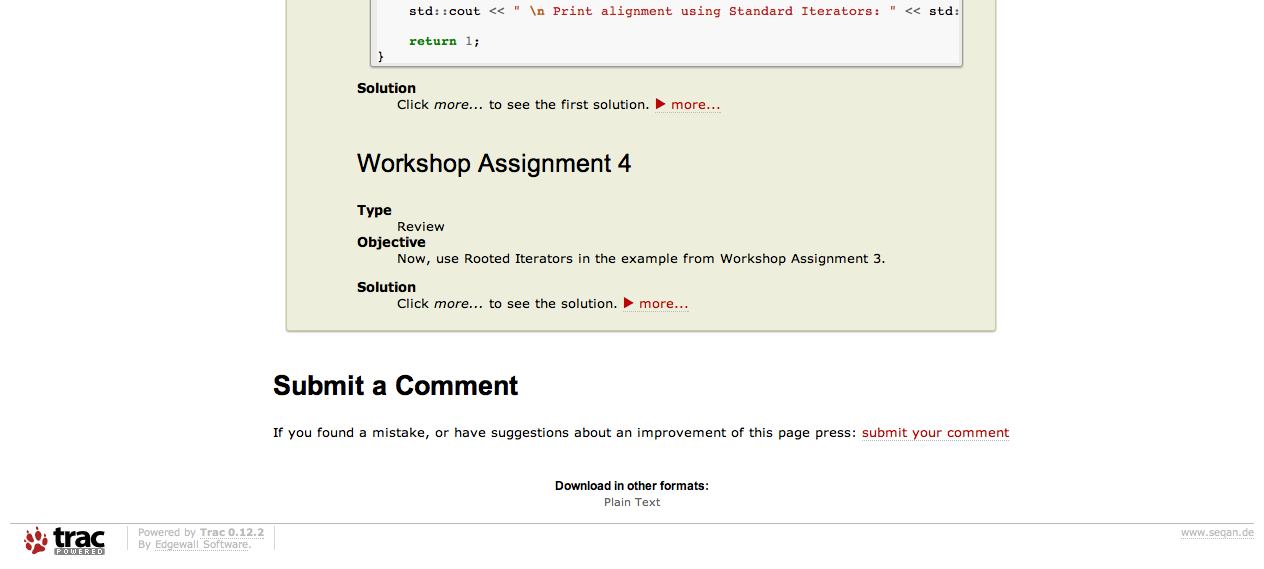 std::cout << " \n Print alignment using Standard Iterators: " << std:
return 1;
}
Solution
Click more... to see the first solution. ▶ more...
Workshop Assignment 4
Type
Review
Objective
Now, use Rooted Iterators in the example from Workshop Assignment 3.
Solution
Click more... to see the solution. ▶ more...
Submit a Comment
If you found a mistake, or have suggestions about an improvement of this page press: submit your comment
Download in other formats:
Plain Text
trac
POWERED
Powered by Trac 0.12.2
By Edgewall Software.
www.seqan.de